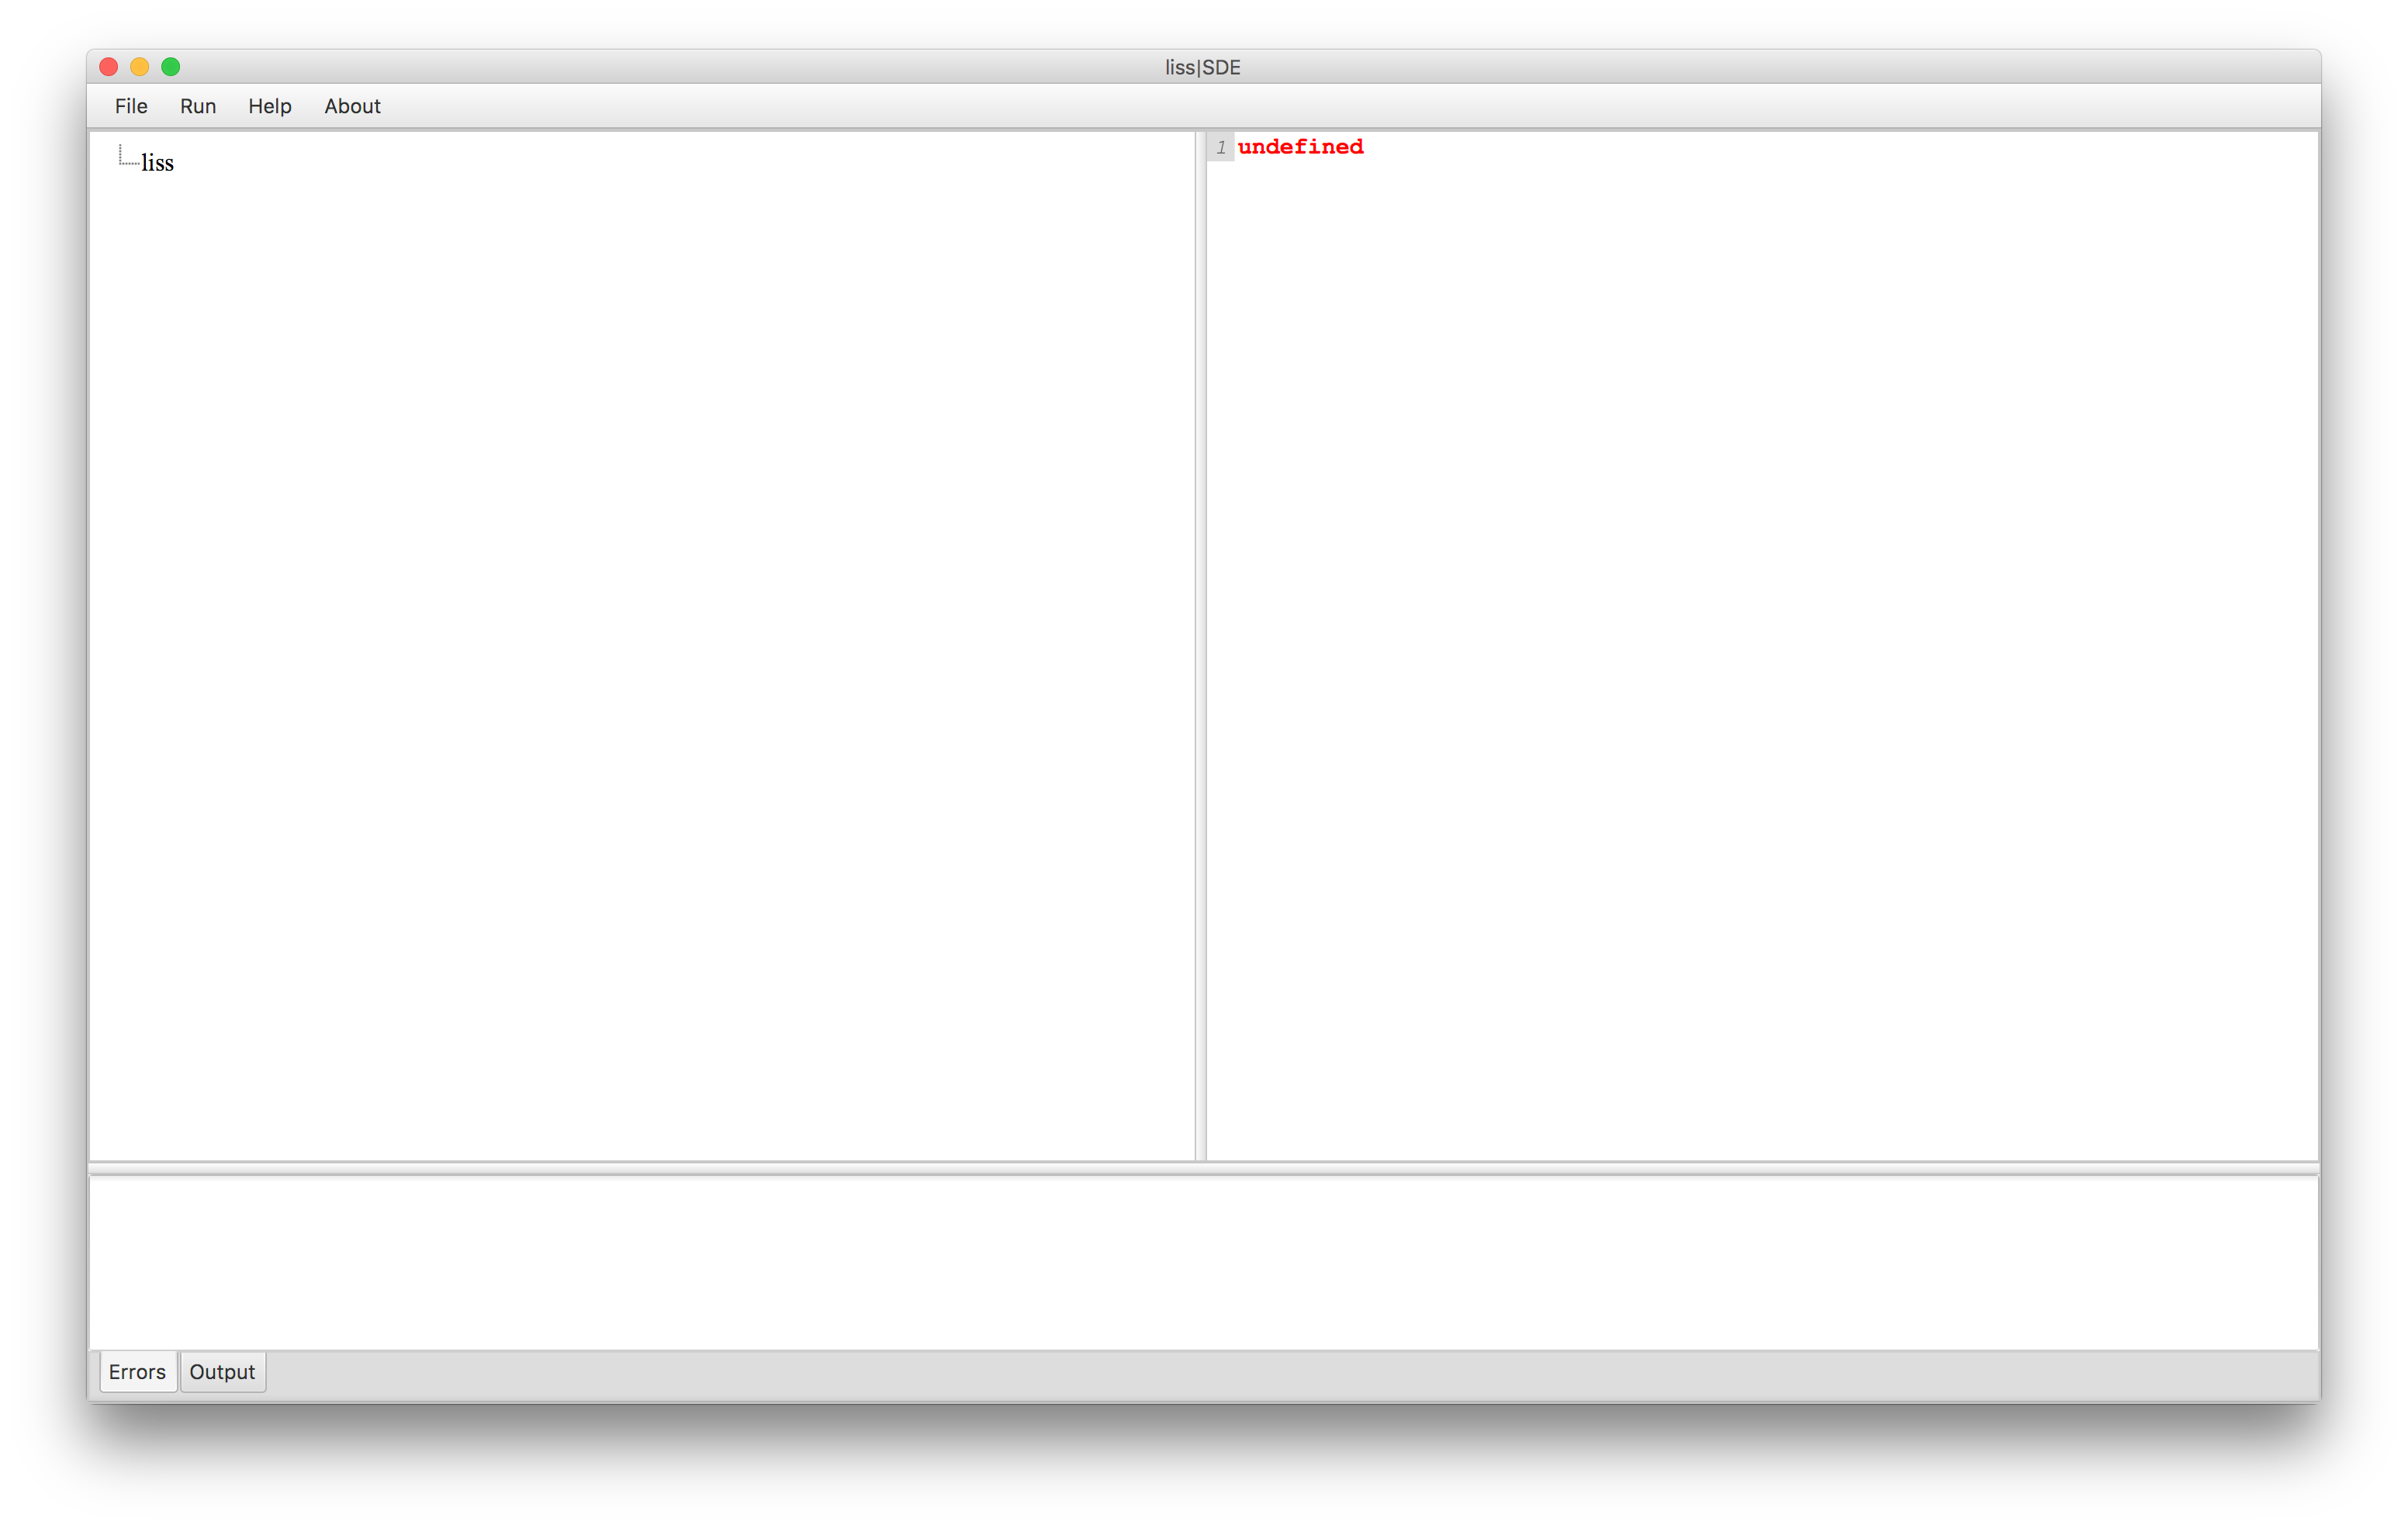 liss|SDE
File Run Help About
liss
1 undefined
Errors Output